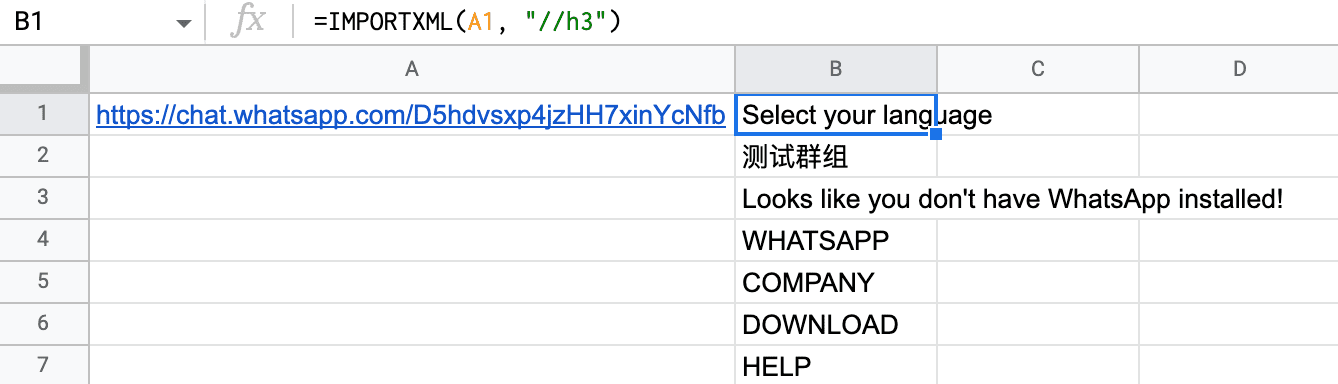 B1 fx =IMPORTXML(A1, "//h3")
A B C D
1 https://chat.whatsapp.com/D5hdvsxp4jzHH7xinYcNfb Select your language
2 测试群组
3 Looks like you don't have WhatsApp installed!
4 WHATSAPP
5 COMPANY
6 DOWNLOAD
7 HELP